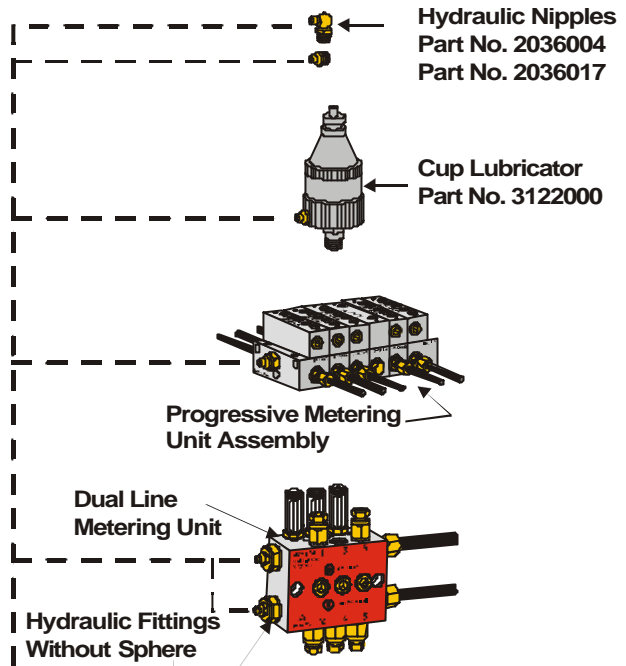 Hydraulic Nipples
Part No. 2036004
Part No. 2036017
Cup Lubricator
Part No. 3122000
Progressive Metering
Unit Assembly
Dual Line
Metering Unit
Hydraulic Fittings
Without Sphere